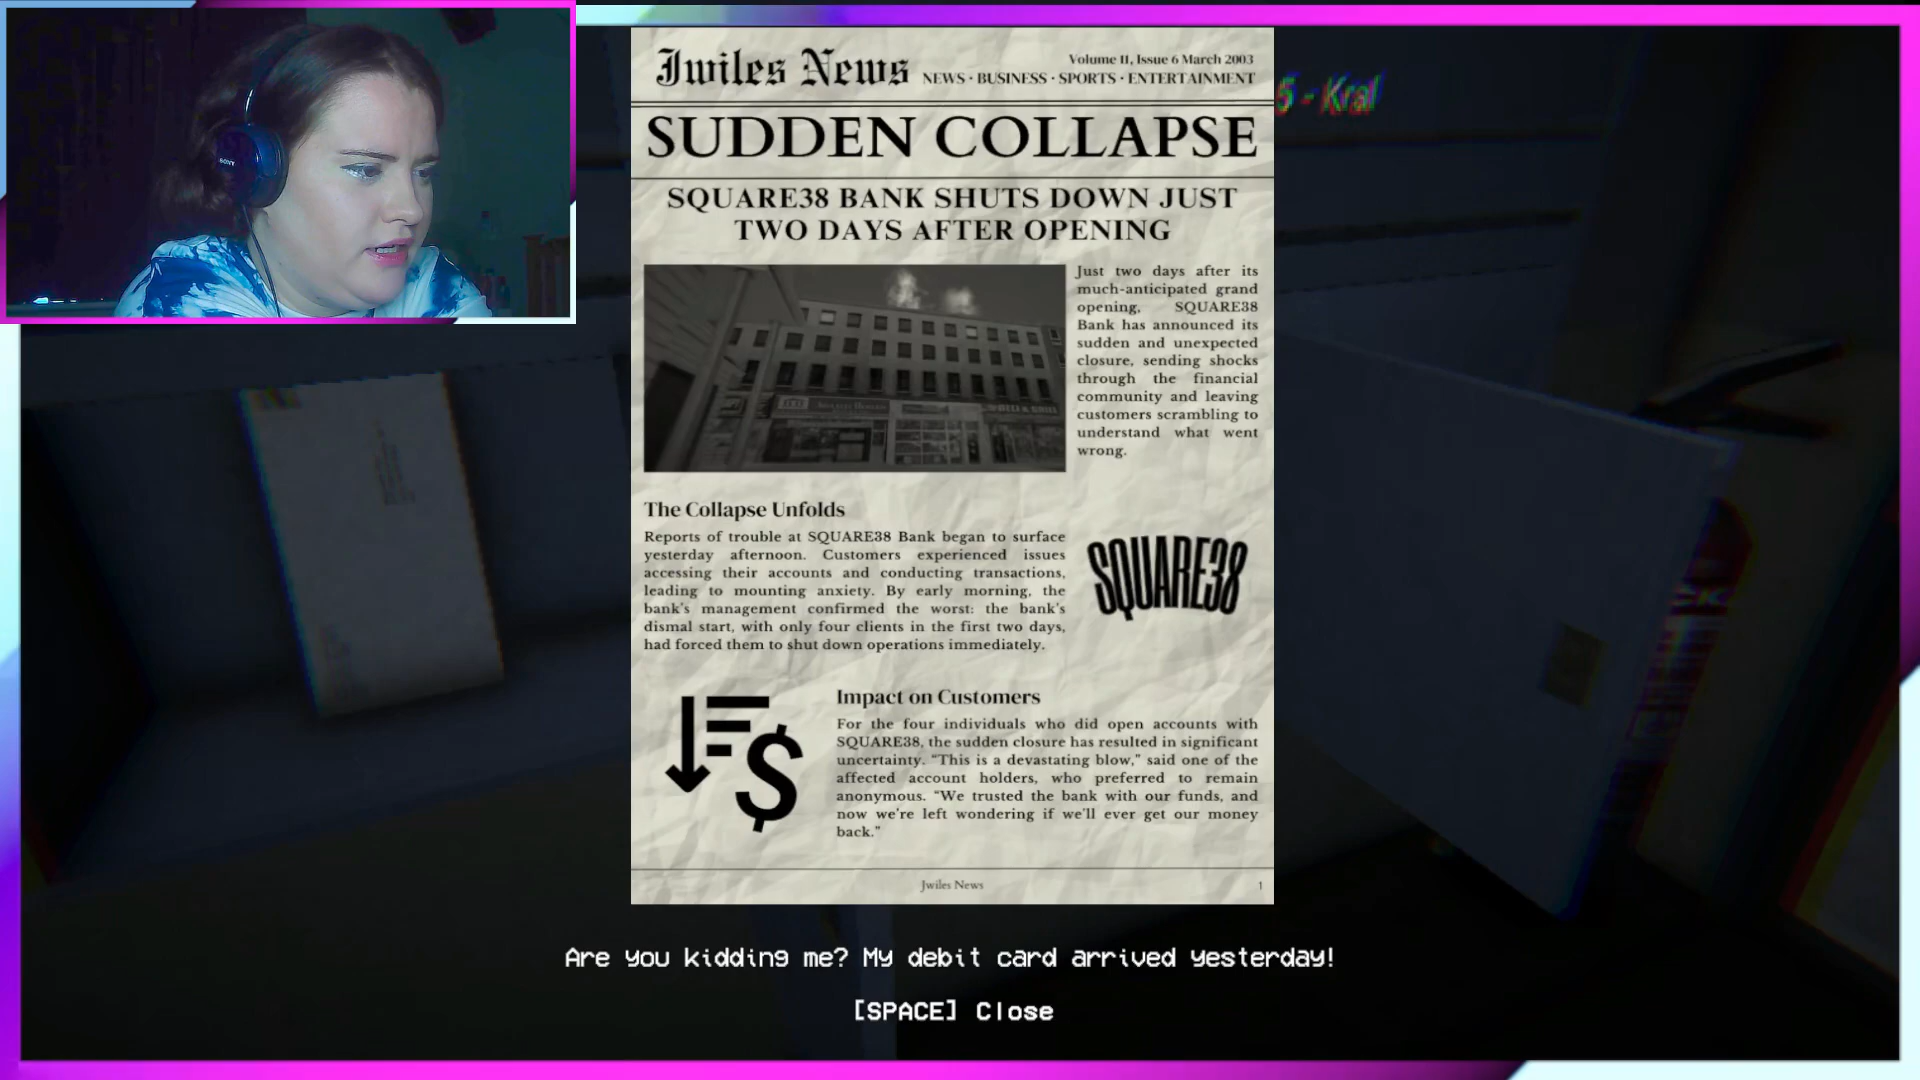 SONY
Jwiles News
Volume 11, Issue 6 March 2003
NEWS · BUSINESS · SPORTS · ENTERTAINMENT
5 - Kral
SUDDEN COLLAPSE
SQUARE38 BANK SHUTS DOWN JUST
TWO DAYS AFTER OPENING
Just two days after its
much-anticipated grand
opening, SQUARE38
Bank has announced its
sudden and unexpected
closure, sending shocks
through the financial
community and leaving
customers scrambling to
understand what went
wrong.
The Collapse Unfolds
Reports of trouble at SQUARE38 Bank began to surface
yesterday afternoon. Customers experienced issues
accessing their accounts and conducting transactions,
leading to mounting anxiety. By early morning, the
bank's management confirmed the worst: the bank's
dismal start, with only four clients in the first two days,
had forced them to shut down operations immediately.
SQUARE38
Impact on Customers
For the four individuals who did open accounts with
SQUARE38, the sudden closure has resulted in significant
uncertainty. "This is a devastating blow," said one of the
affected account holders, who preferred to remain
anonymous. "We trusted the bank with our funds, and
now we're left wondering if we'll ever get our money
back."
Jwiles News
1
Are you kidding me? My debit card arrived yesterday!
[SPACE] Close